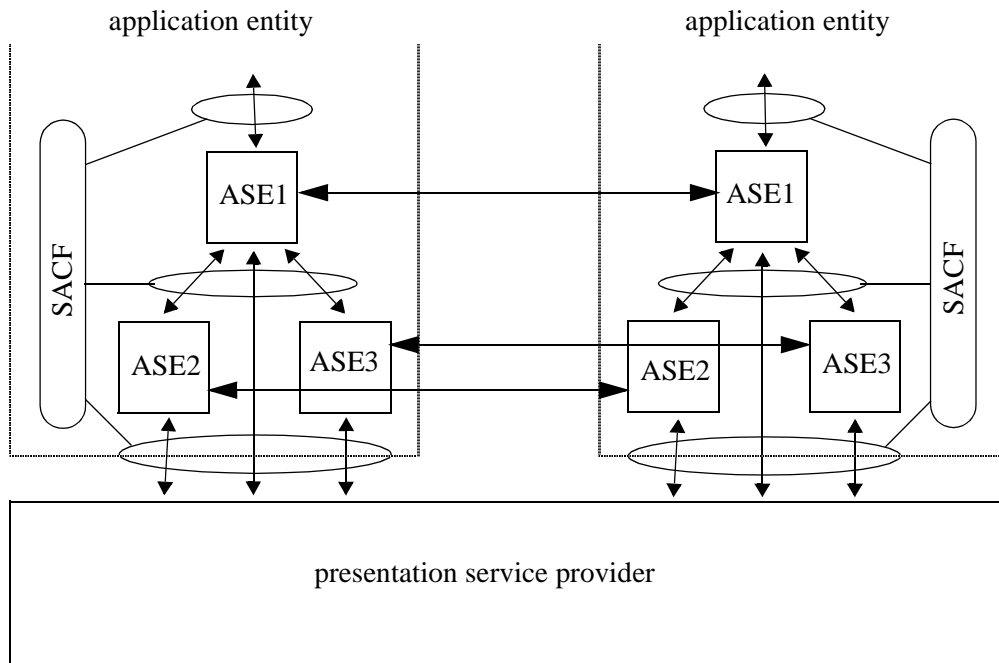 application entity
application entity
ASE1
ASE1
SACF
SACF
ASE2
ASE3
ASE2
ASE3
presentation service provider